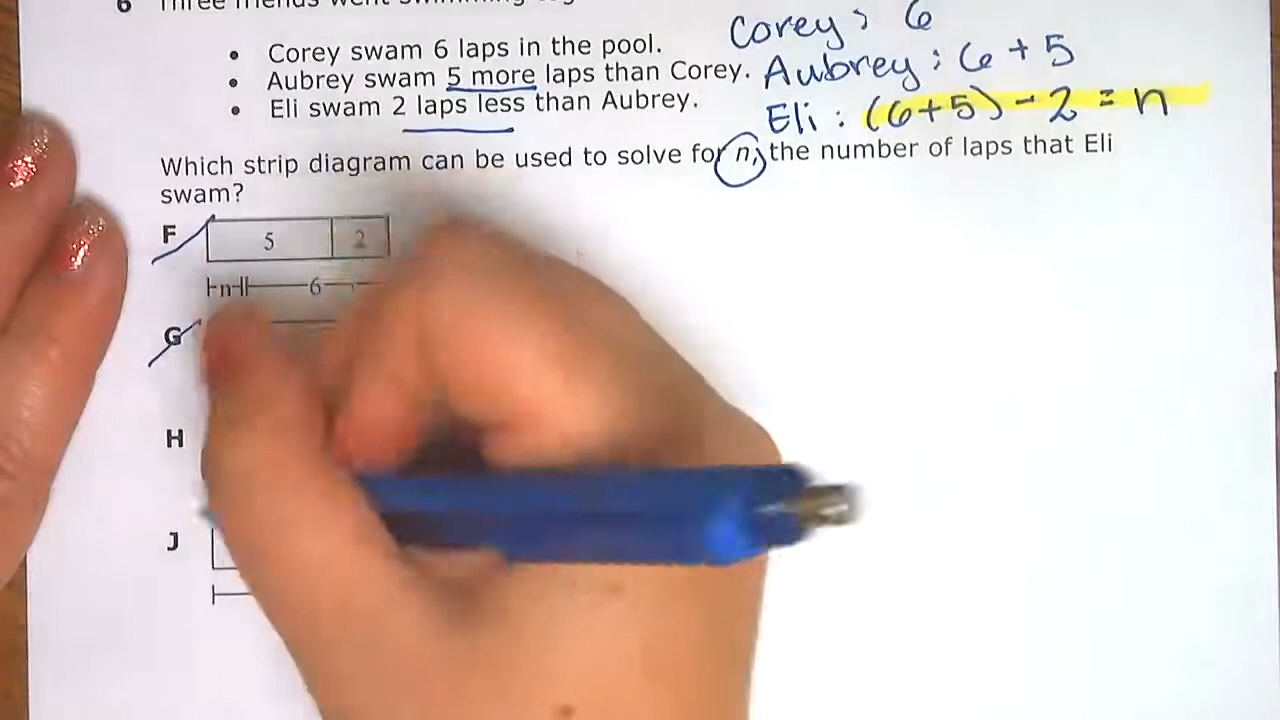 6 Three friends went swimming
Corey: 6
• Corey swam 6 laps in the pool.
• Aubrey swam 5 more laps than Corey.
Aubrey: 6 + 5
• Eli swam 2 laps less than Aubrey.
Eli: (6+5) - 2 = n
Which strip diagram can be used to solve for n, the number of laps that Eli
swam?
F 5 2
n 6
G
H
J